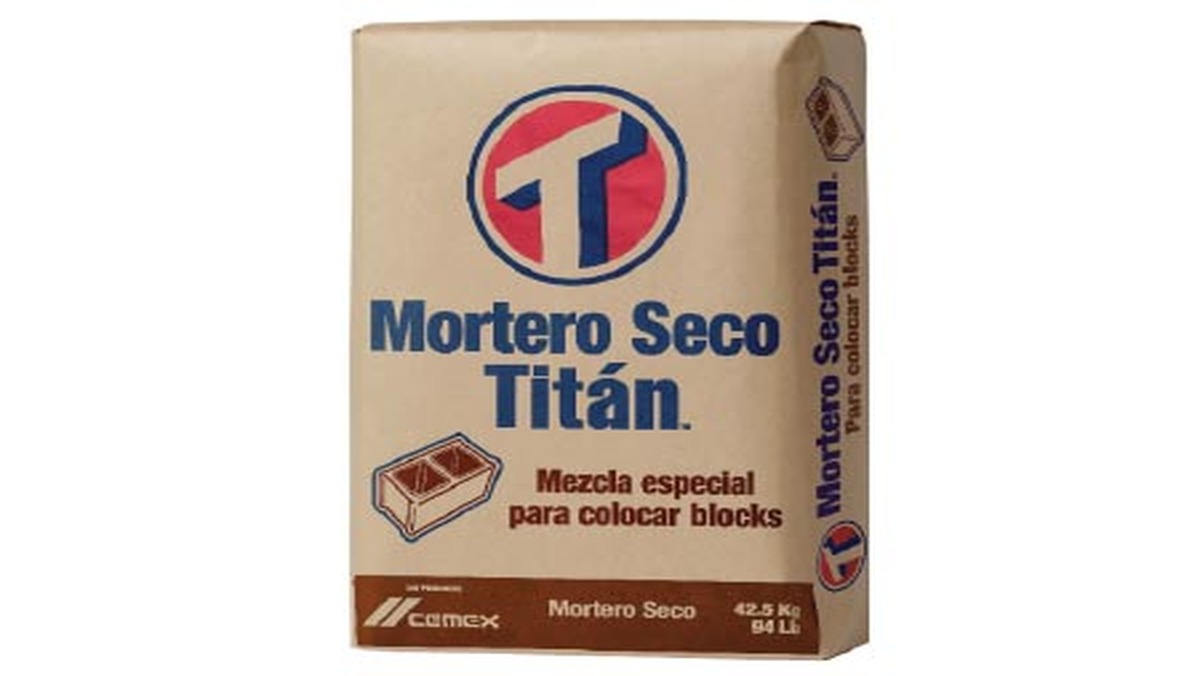 T
Mortero Seco
Titán
Mezcla especial
para colocar blocks
CEMEX
Mortero Seco
42.5 Kg
94 Lb
Mortero Seco Titán
Para colocar blocks
T